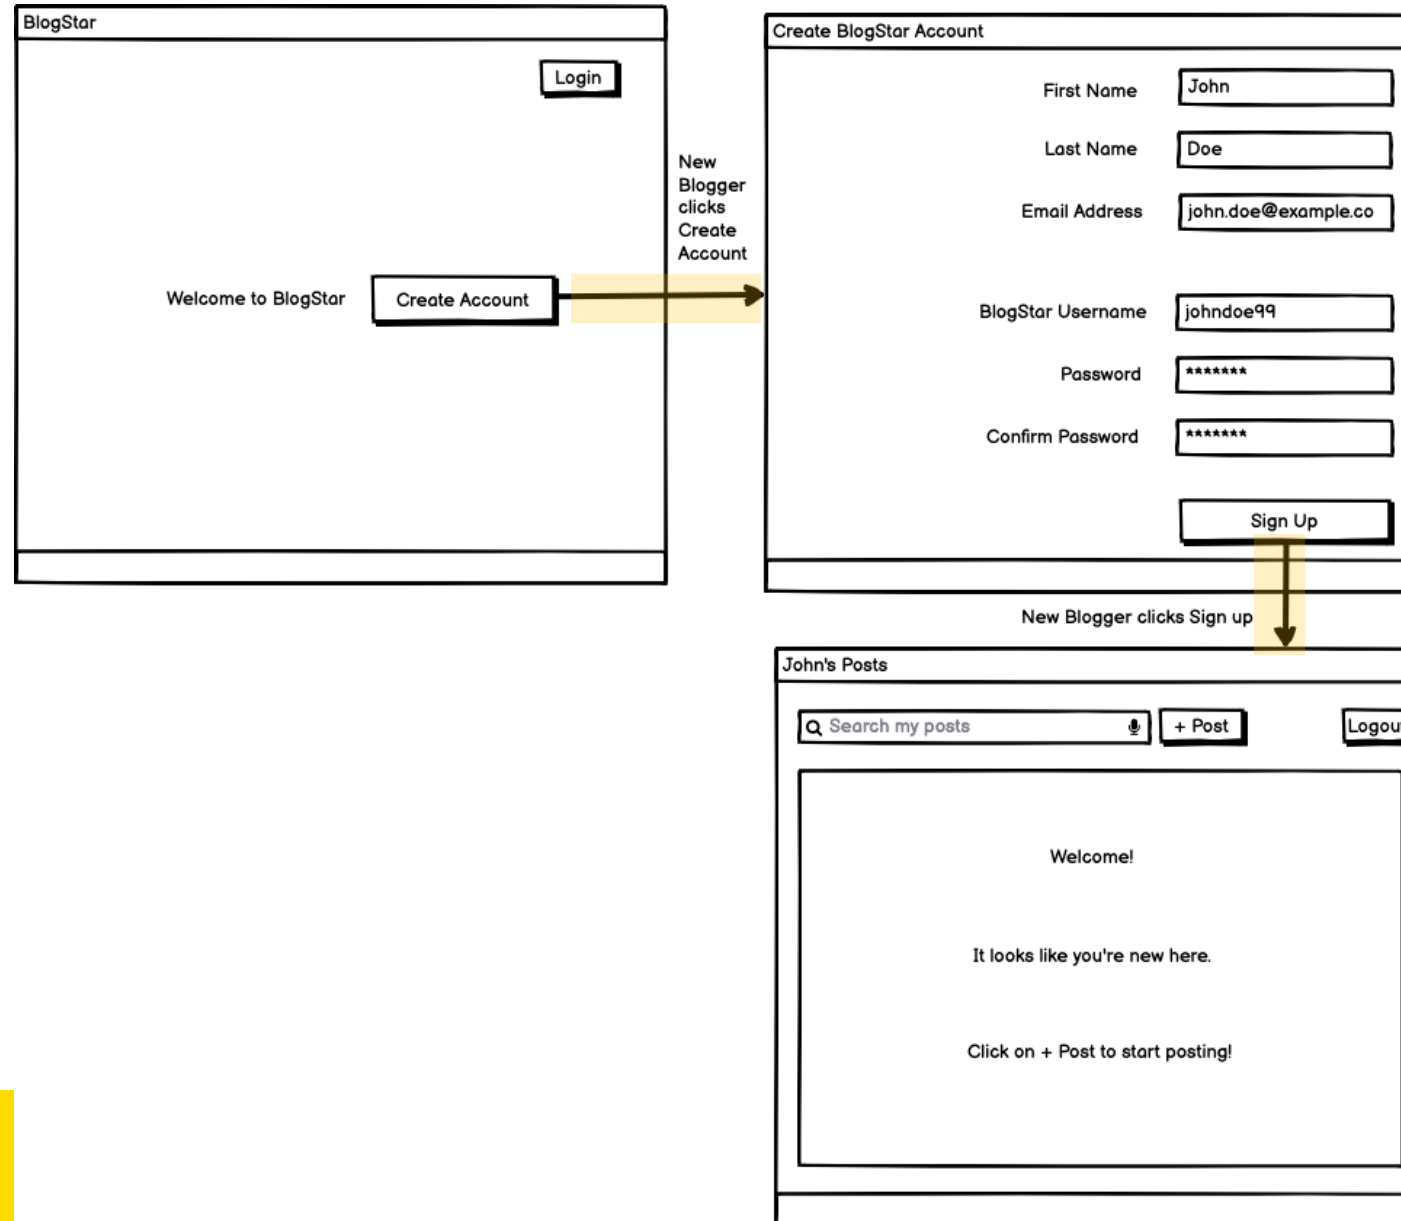 BlogStar
Login
Welcome to BlogStar
Create Account
New
Blogger
clicks
Create
Account
Create BlogStar Account
First Name
John
Last Name
Doe
Email Address
john.doe@example.co
BlogStar Username
johndoe99
Password
*******
Confirm Password
*******
Sign Up
New Blogger clicks Sign up
John's Posts
Search my posts
+ Post
Logou
Welcome!
It looks like you're new here.
Click on + Post to start posting!